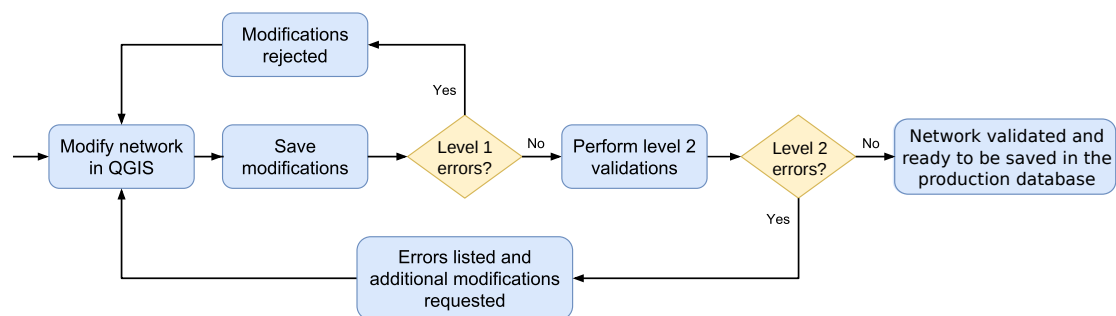 Modifications
rejected
Yes
Modify network
in QGIS
Save
modifications
Level 1
errors?
No
Perform level 2
validations
Level 2
errors?
No
Network validated and
ready to be saved in the
production database
Yes
Errors listed and
additional modifications
requested